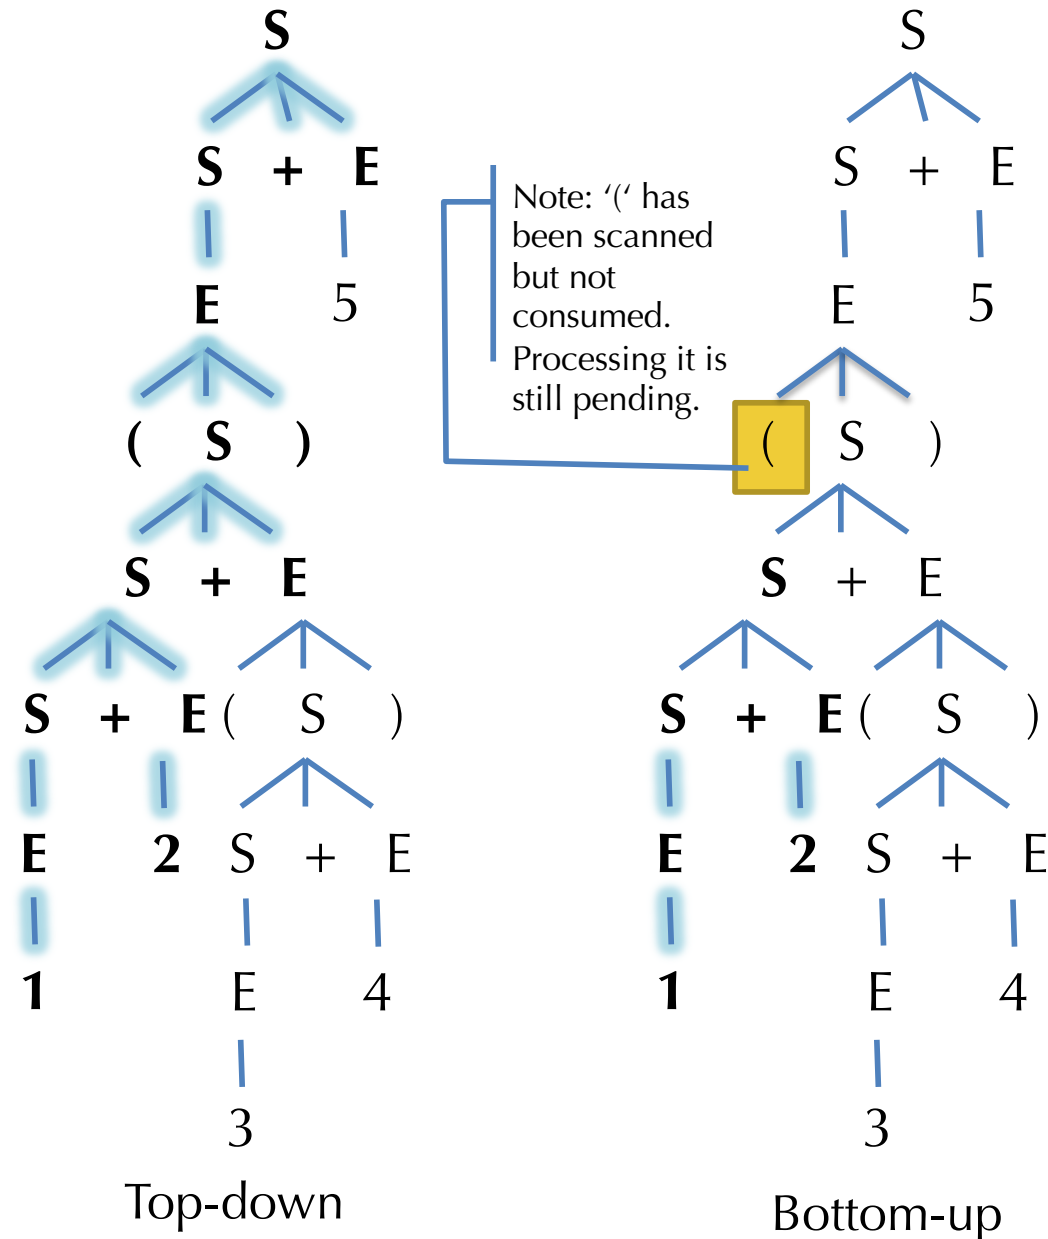 S
S + E
E 5
( S )
S + E
S + E ( S )
E 2 S + E
1 E 4
3
Top-down
Note: ‘(‘ has
been scanned
but not
consumed.
Processing it is
still pending.
S
S + E
E 5
( S )
S + E
S + E ( S )
E 2 S + E
1 E 4
3
Bottom-up